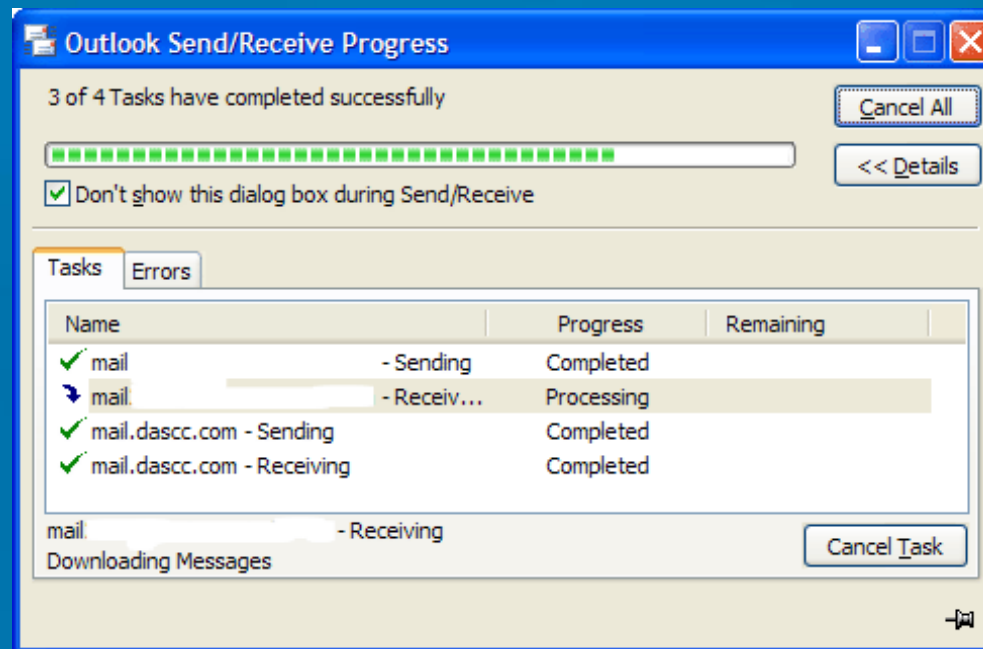 Outlook Send/Receive Progress
3 of 4 Tasks have completed successfully
Cancel All
<< Details
Don't show this dialog box during Send/Receive
Tasks Errors
Name Progress Remaining
mail - Sending Completed
mail - Receiv... Processing
mail.dascc.com - Sending Completed
mail.dascc.com - Receiving Completed
mail - Receiving
Downloading Messages
Cancel Task